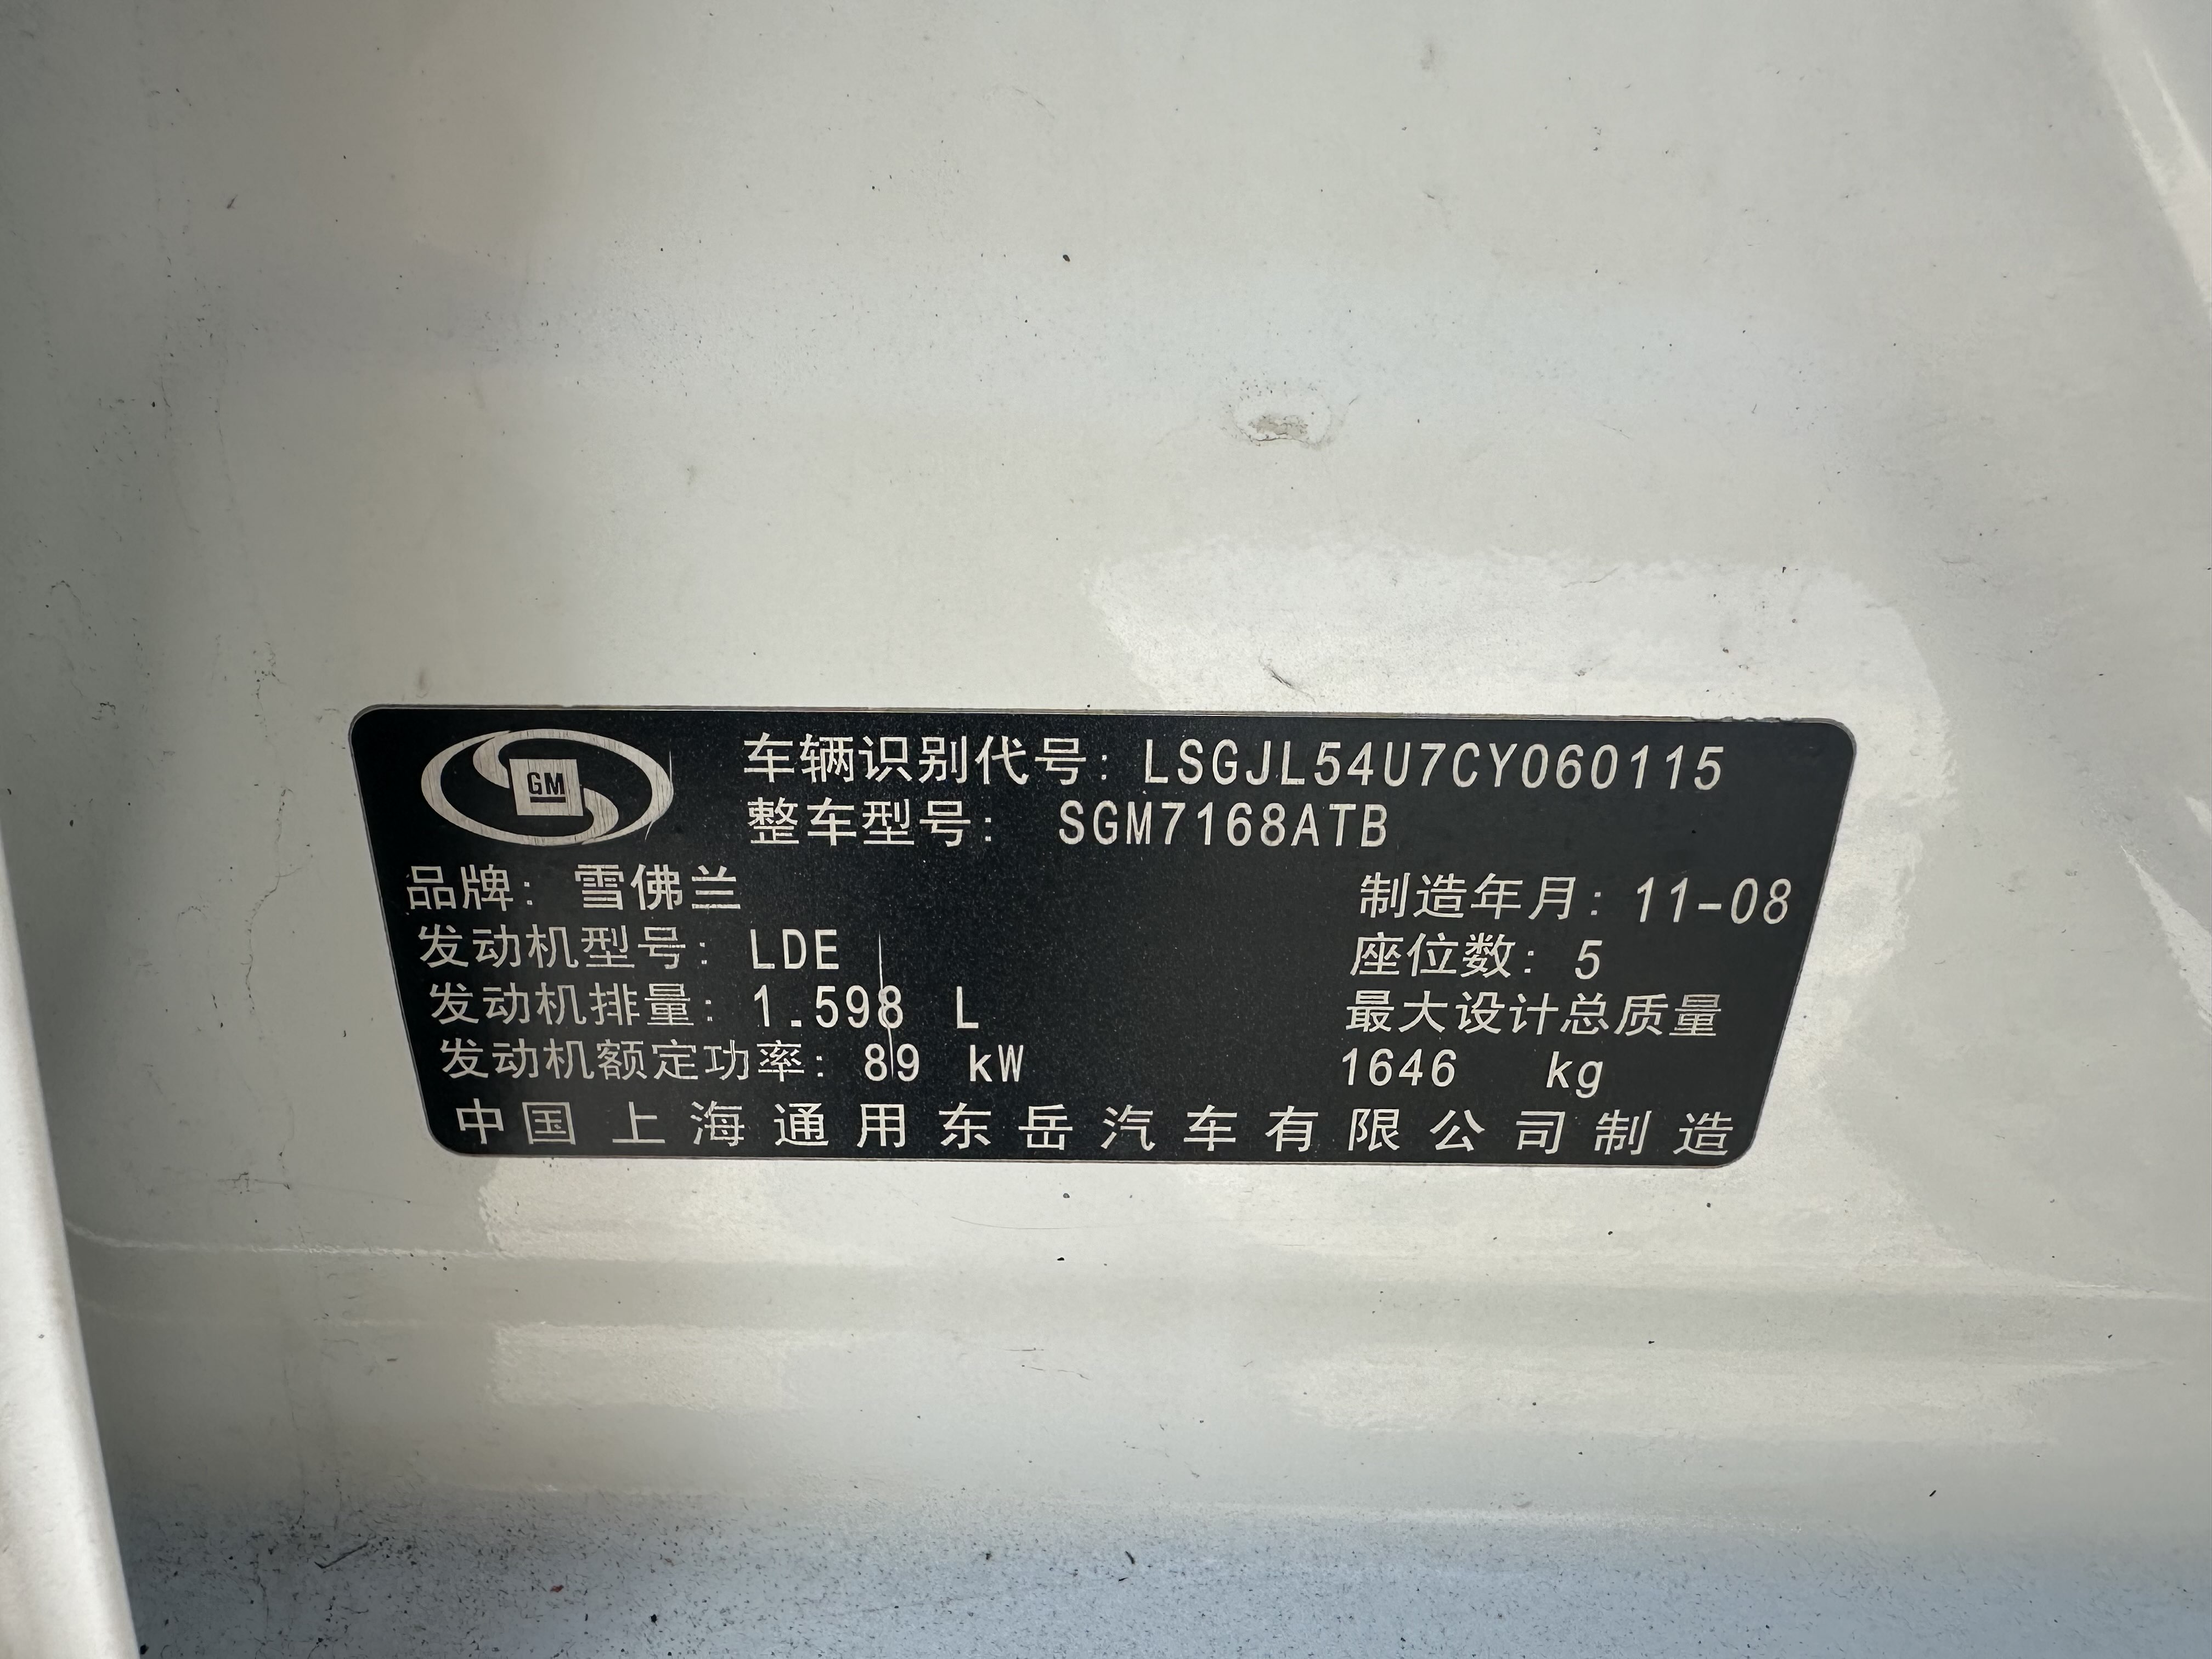 GM
车辆识别代号: LSGJL54U7CY060115
整车型号: SGM7168ATB
品牌: 雪佛兰
制造年月: 11-08
发动机型号: LDE
座位数: 5
发动机排量: 1.598 L
最大设计总质量
发动机额定功率: 89 kW
1646 kg
中国上海通用东岳汽车有限公司制造